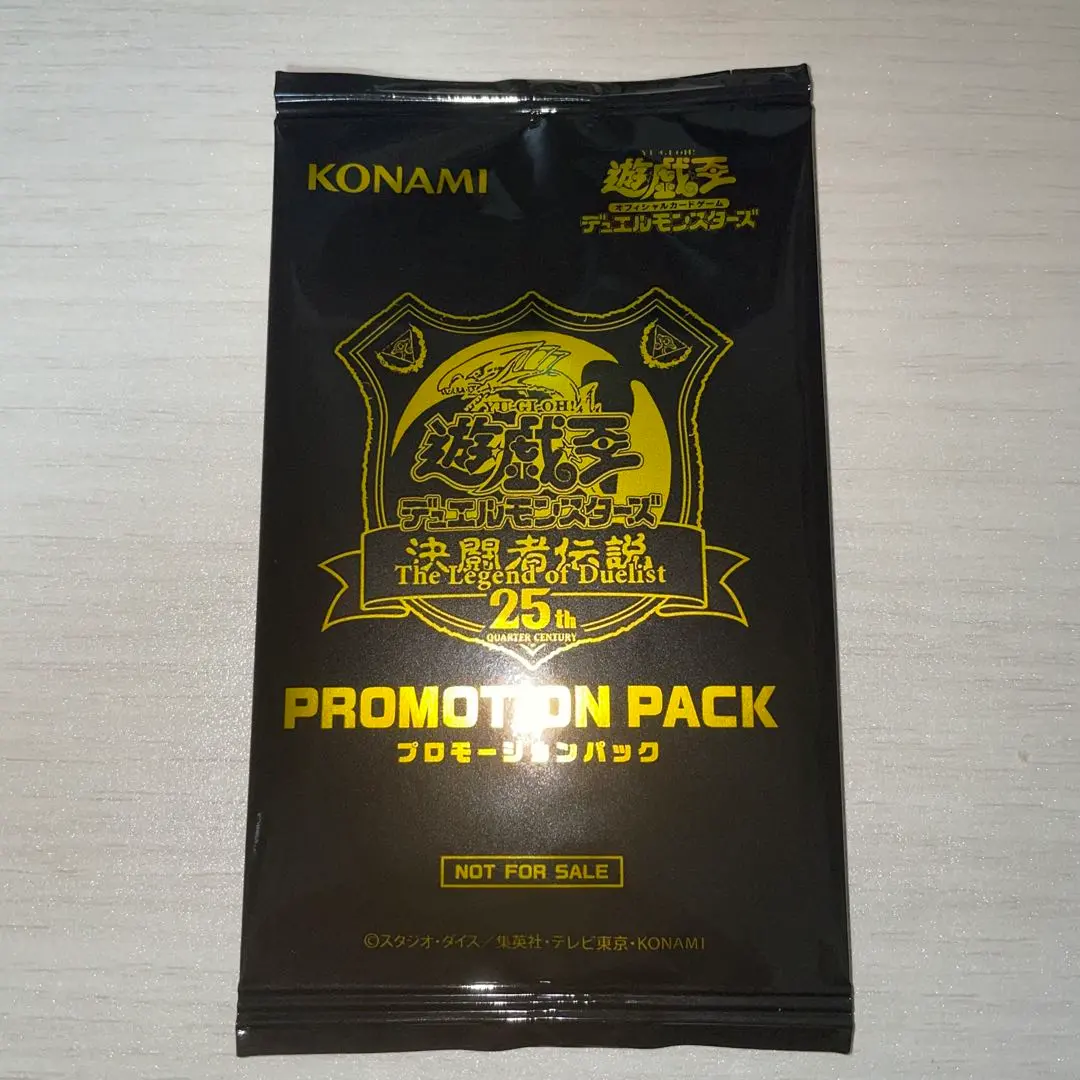 KONAMI
YU-GI-OH!
遊戯王
オフィシャルカードゲーム
デュエルモンスターズ
YU-GI-OH!
遊戯王
デュエルモンスターズ
決闘者伝説
The Legend of Duelist
25th
QUARTER CENTURY
PROMOTION PACK
プロモーションパック
NOT FOR SALE
©スタジオ・ダイス/集英社・テレビ東京・KONAMI